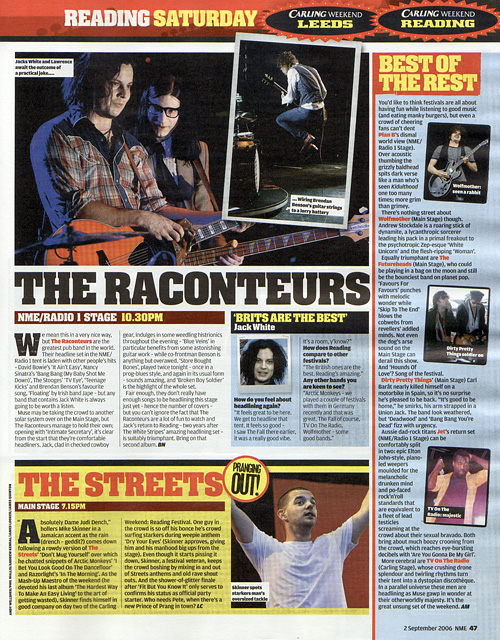 READING SATURDAY
CARLING WEEKEND
LEEDS
CARLING WEEKEND
READING
Jacks White and Lawrence
await the outcome of
a practical joke.....
... Wiring Brendan
Benson's guitar strings
to a lorry battery
THE RACONTEURS
NME/RADIO 1 STAGE 10.30PM
We mean this in a very nice way,
but The Raconteurs are the
greatest pub band in the world.
Their headline set in the NME/
Radio 1 tent is laden with other people's hits
- David Bowie's 'It Ain't Easy', Nancy
Sinatra's 'Bang Bang (My Baby Shot Me
Down)', The Stooges' 'TV Eye', Teenage
Kicks' and Brendan Benson's favourite
song, 'Floating' by Irish band Jape - but any
band that contains Jack White is always
going to be worth a listen.
Muse may be taking the crowd to another
solar system over on the Main Stage, but
The Raconteurs manage to hold their own;
opening with 'Intimate Secretary', it's clear
from the start that they're comfortable
headliners. Jack, clad in checked cowboy
gear, indulges in some weedling histrionics
throughout the evening - 'Blue Veins' in
particular benefits from some astonishing
guitar work - while co-frontman Benson is
anything but overawed. 'Store Bought
Bones', played twice tonight - once in a
prog-blues style, and again in its usual form
- sounds amazing, and 'Broken Boy Soldier'
is the highlight of the whole set.
Fair enough, they don't really have
enough songs to be headlining this stage
just yet - hence the number of covers -
but you can't ignore the fact that The
Raconteurs are a lot of fun to watch and
Jack's return to Reading - two years after
The White Stripes' amazing headline set -
is suitably triumphant. Bring on that
second album. BN
'BRITS ARE THE BEST'
Jack White
How do you feel about
headlining again?
"It feels great to be here.
We get to headline that
tent. It feels so good -
I saw The Fall there earlier,
it was a really good vibe.
It's a room, y'know?"
How does Reading
compare to other
festivals?
"The British ones are the
best. Reading's amazing."
Any other bands you
are keen to see?
"Arctic Monkeys - we
played a couple of festivals
with them in Germany
recently and that was
great. The Fall of course,
TV On The Radio,
Wolfmother - some
good bands."
THE STREETS
PRANGING
OUT!
MAIN STAGE 7.15PM
"Absolutely Dame Judi Dench,"
hollers Mike Skinner in a
Jamaican accent as the rain
(drench - geddit?) comes down
following a rowdy version of The
Streets' 'Don't Mug Yourself' over which
he chatted snippets of Arctic Monkeys' 'I
Bet You Look Good On The Dancefloor'
and Razorlight's 'In The Morning'. As the
Mash-Up Maestro of the weekend (he
devoted his last album 'The Hardest Way
To Make An Easy Living' to the art of
getting wasted), Skinner finds himself in
good company on day two of the Carling
Weekend: Reading Festival. One guy in
the crowd is so off his bonce he's crowd
surfing starkers during weepie anthem
'Dry Your Eyes' (Skinner approves, giving
him and his manhood big ups from the
stage). Even though it starts pissing it
down, Skinner, a festival veteran, keeps
the crowd bouncing by mixing in and out
of Streets anthems and old rave shout
outs. And the shower-of-glitter finale
after 'Fit But You Know It' only serves to
confirm his status as official party
starter. Who needs Pete, when there's a
new Prince of Prang in town? LC
Skinner spots
starkers man's
oversized tackle
BEST OF
THE REST
You'd like to think festivals are all about
having fun while listening to good music
(and eating manky burgers), but even a
crowd of cheering
fans can't dent
Plan B's dismal
world view (NME/
Radio 1 Stage).
Over acoustic
thumbing the
grizzly baldhead
spits dark verse
like a man who's
seen Kidulthood
one too many
times; more grim
than grimey.
There's nothing street about
Wolfmother (Main Stage) though.
Andrew Stockdale is a roaring stick of
dynamite, a lycanthropic sorcerer
leading his pack in a primal freakout to
the psychotropic Zep-esque 'White
Unicorn' and the flesh-ripping 'Woman'.
Equally triumphant are The
Futureheads (Main Stage), who could
be playing in a bag on the moon and still
be the bounciest band on planet pop.
'Favours For
Favours' punches
with melodic
wonder while
'Skip To The End'
blows the
cobwebs from
revellers' addled
minds. Not even
the dog's arse
sound on the
Main Stage can
derail this show.
And 'Hounds Of
Love'? Song of the festival.
Dirty Pretty Things' (Main Stage) Carl
Barât nearly killed himself on a
motorbike in Spain, so it's no surprise
he's pleased to be back. "It's good to be
home," he smirks, his arm strapped in a
Union Jack. The band look weathered,
but 'Deadwood' and 'Bang Bang You're
Dead' fizz with urgency.
Aussie dad-rock titans Jet's return set
(NME/Radio 1 Stage) can be
comfortably split
in two: epic Elton
John-style, piano-
led weepers
moulded for the
melancholic
drunken mind
and po-faced
rock'n'roll
standards that
are equivalent to
a fleet of lead
testicles
screaming at the
crowd about their sexual bravado. Both
bring about much boozy crooning from
the crowd, which reaches eye-bursting
decibels with 'Are You Gonna Be My Girl'.
More cerebral are TV On The Radio
(Carling Stage), whose crushing drone
splendour and twirling rhythms turn
their tent into a dystopian discothèque.
In a parallel universe these men are
headlining as Muse gawp in wonder at
their otherworldly majesty. It's the
great unsung set of the weekend. AM
Wolfmother:
seen a rabbit
Dirty Pretty
Things: soldier on
TV On The
Radio: majestic
2 September 2006 NME 47